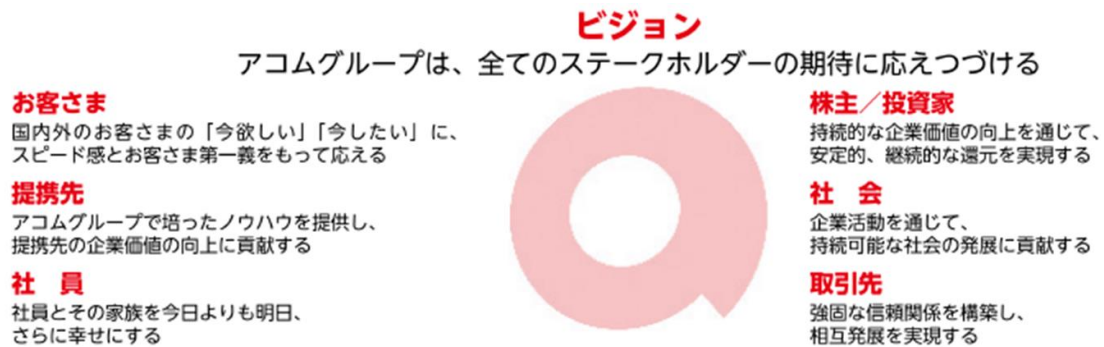 ビジョン
アコムグループは、全てのステークホルダーの期待に応えつづける
お客さま
国内外のお客さまの「今欲しい」「今したい」に、
スピード感とお客さま第一義をもって応える
提携先
アコムグループで培ったノウハウを提供し、
提携先の企業価値の向上に貢献する
社　員
社員とその家族を今日よりも明日、
さらに幸せにする
株主／投資家
持続的な企業価値の向上を通じて、
安定的、継続的な還元を実現する
社　会
企業活動を通じて、
持続可能な社会の発展に貢献する
取引先
強固な信頼関係を構築し、
相互発展を実現する